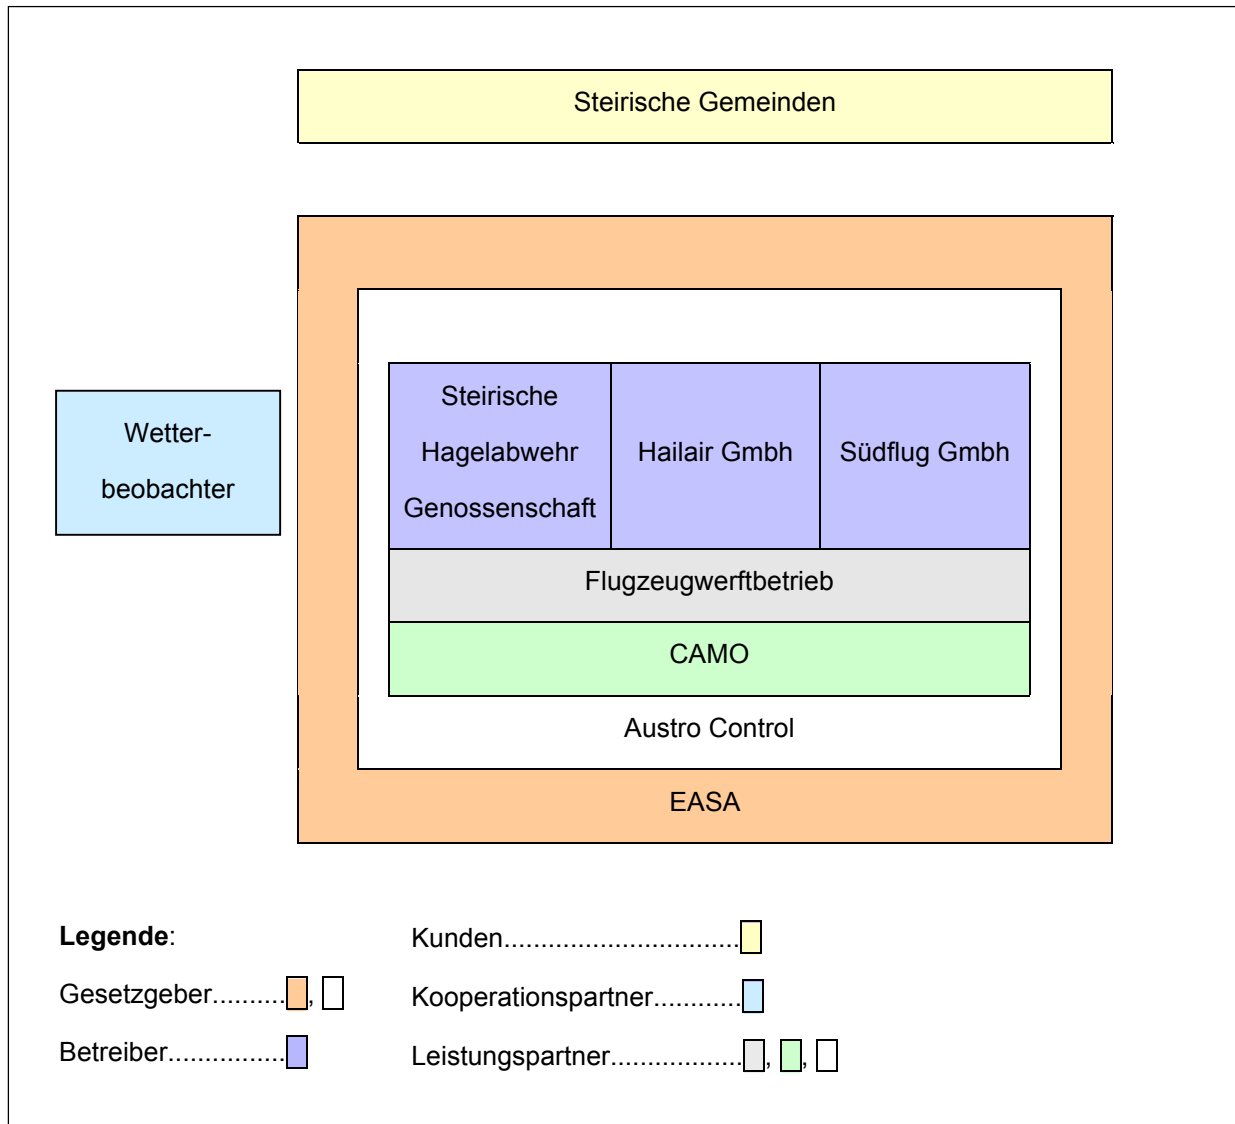 Steirische Gemeinden
Wetter-
beobachter
Steirische
Hagelabwehr
Genossenschaft
Hailair Gmbh
Südflug Gmbh
Flugzeugwerftbetrieb
CAMO
Austro Control
EASA
Legende:
Gesetzgeber.........., 
Betreiber................
Kunden................................
Kooperationspartner............
Leistungspartner.................., ,